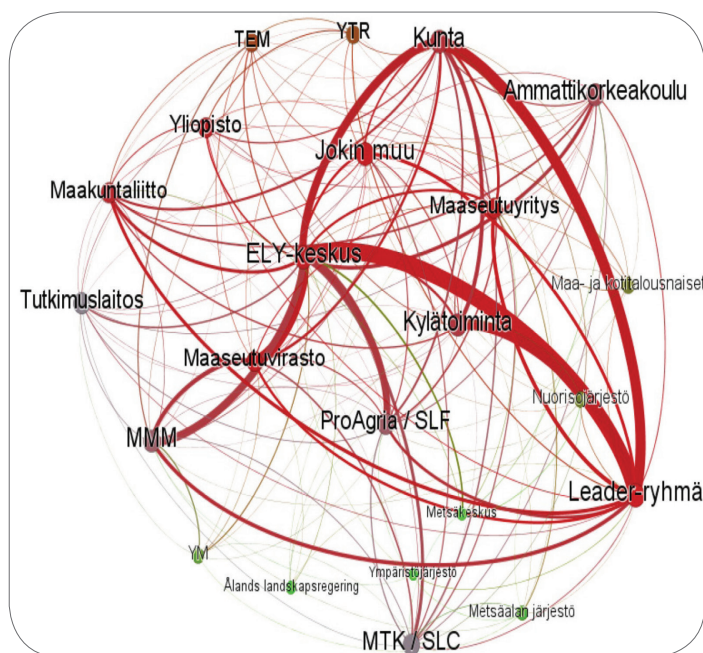 YTR
TEM
Kunta
Ammattikorkeakoulu
Yliopisto
Jokin muu
Maakuntaliitto
Maaseutuyritys
ELY-keskus
Maa- ja kotitalousnaiset
Tutkimuslaitos
Kylätoiminta
Maaseutuvirasto
Nuorisojärjestö
ProAgria / SLF
MMM
Leader-ryhmä
Metsäkeskus
YM
Ympäristöjärjestö
Ålands landskapsregering
Metsäalan järjestö
MTK / SLC